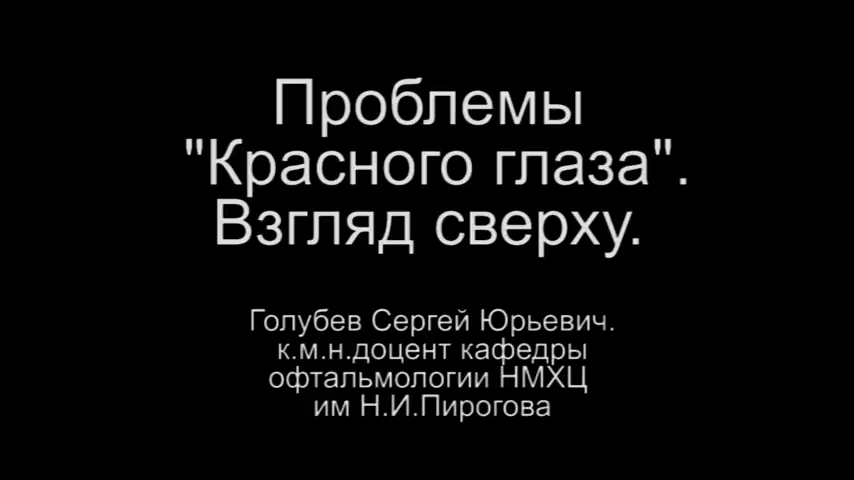 Проблемы
"Красного глаза".
Взгляд сверху.
Голубев Сергей Юрьевич.
к.м.н.доцент кафедры
офтальмологии НМХЦ
им Н.И.Пирогова